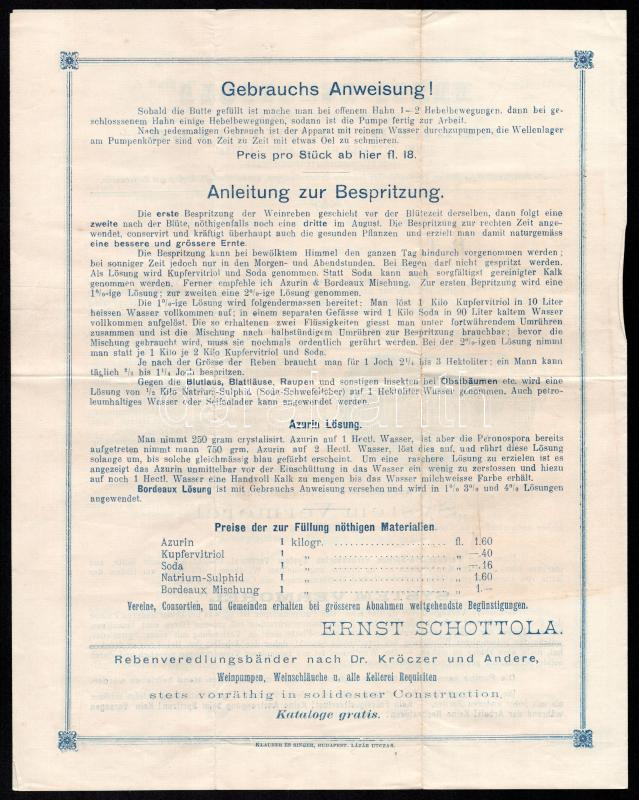 Gebrauchs Anweisung!
Sobald die Butte gefüllt ist mache man bei offenem Hahn 1–2 Hebelbewegungen. dann bei ge-
schlosssenem Hahn einige Hebelbewegungen, sodann ist die Pumpe fertig zur Arbeit.
Nach jedesmaligen Gebrauch ist der Apparat mit reinem Wasser durchzupumpen, die Wellenlager
am Pumpenkörper sind von Zeit zu Zeit mit etwas Oel zu schmieren.
Preis pro Stück ab hier fl. 18.
Anleitung zur Bespritzung.
Die erste Bespritzung der Weinreben geschieht vor der Blütezeit derselben, dann folgt eine
zweite nach der Blüte, nöthigenfalls noch eine dritte im August. Die Bespritzung zur rechten Zeit ange-
wendet, conservirt und kräftigt überhaupt auch die gesunden Pflanzen und erzielt man damit naturgemäss
eine bessere und grössere Ernte.
Die Bespritzung kann bei bewölktem Himmel den ganzen Tag hindurch vorgenommen werden;
bei sonniger Zeit jedoch nur in den Morgen- und Abendstunden. Bei Regen darf nicht gespritzt werden.
Als Lösung wird Kupfervitriol und Soda genommen. Statt Soda kann auch sorgfältigst gereinigter Kalk
genommen werden. Ferner empfehle ich Azurin & Bordeaux Mischung. Zur ersten Bepritzung wird eine
1%-ige Lösung; zur zweiten eine 2%-ige Lösung genommen.
Die 1%-ige Lösung wird folgendermassen bereitet: Man löst 1 Kilo Kupfervitriol in 10 Liter
heissen Wasser vollkommen auf; in einem separaten Gefässe wird 1 Kilo Soda in 90 Liter kaltem Wasser
vollkommen aufgelöst. Die so erhaltenen zwei Flüssigkeiten giesst man unter fortwährendem Umrühren
zusammen und ist die Mischung nach halbstündigem Umrühren zur Bespritzung brauchbar; bevor die
Mischung gebraucht wird, muss sie nochmals ordentlich gerührt werden. Bei der 2%-igen Lösung nimmt
man statt je 1 Kilo je 2 Kilo Kupfervitriol und Soda.
Je nach der Grösse der Reben braucht man für 1 Joch 2¼ bis 3 Hektoliter; ein Mann kann
täglich ¾ bis 1¼ Joch bespritzen.
Gegen die Blutlaus, Blattläuse, Raupen und sonstigen Insekten bei Obstbäumen etc. wird eine
Lösung von ½ Kilo Natrium-Sulphid (Soda-Schwefelleber) auf 1 Hektoliter Wasser genommen. Auch petro-
leumhaltiges Wasser oder Seifensieder kann angewendet werden.
darabanth
Azurin Lösung.
Man nimmt 250 gram crystalisirt. Azurin auf 1 Hectl. Wasser, ist aber die Peronospora bereits
aufgetreten nimmt mann 750 grm. Azurin auf 2 Hectl. Wasser, löst dies auf, und rührt diese Lösung
solange um, bis solche gleichmässig blau gefärbt erscheint. Um eine raschere Lösung zu erzielen ist es
angezeigt das Azurin unmittelbar vor der Einschüttung in das Wasser ein wenig zu zerstossen und hiezu
auf noch 1 Hectl. Wasser eine Handvoll Kalk zu mengen bis das Wasser milchweisse Farbe erhält.
Bordeaux Lösung ist mit Gebrauchs Anweisung versehen und wird in 1% 3% und 4% Lösungen
angewendet.
Preise der zur Füllung nöthigen Materialien.
Azurin 1 kilogr. .................... fl. 1.60
Kupfervitriol 1 „ .................... „ —.40
Soda 1 „ .................... „ —.16
Natrium-Sulphid 1 „ .................... „ 1.60
Bordeaux Mischung 1 „ .................... „ 1.—
Vereine, Consortien, und Gemeinden erhalten bei grösseren Abnahmen weitgehendste Begünstigungen.
ERNST SCHOTTOLA.
Rebenveredlungsbänder nach Dr. Kröczer und Andere,
Weinpumpen, Weinschläuche u. alle Kellerei Requisiten
stets vorräthig in solidester Construction.
Kataloge gratis.
KLAUBER ÉS SINGER, BUDAPEST. LÁZÁR UTCZA 8.